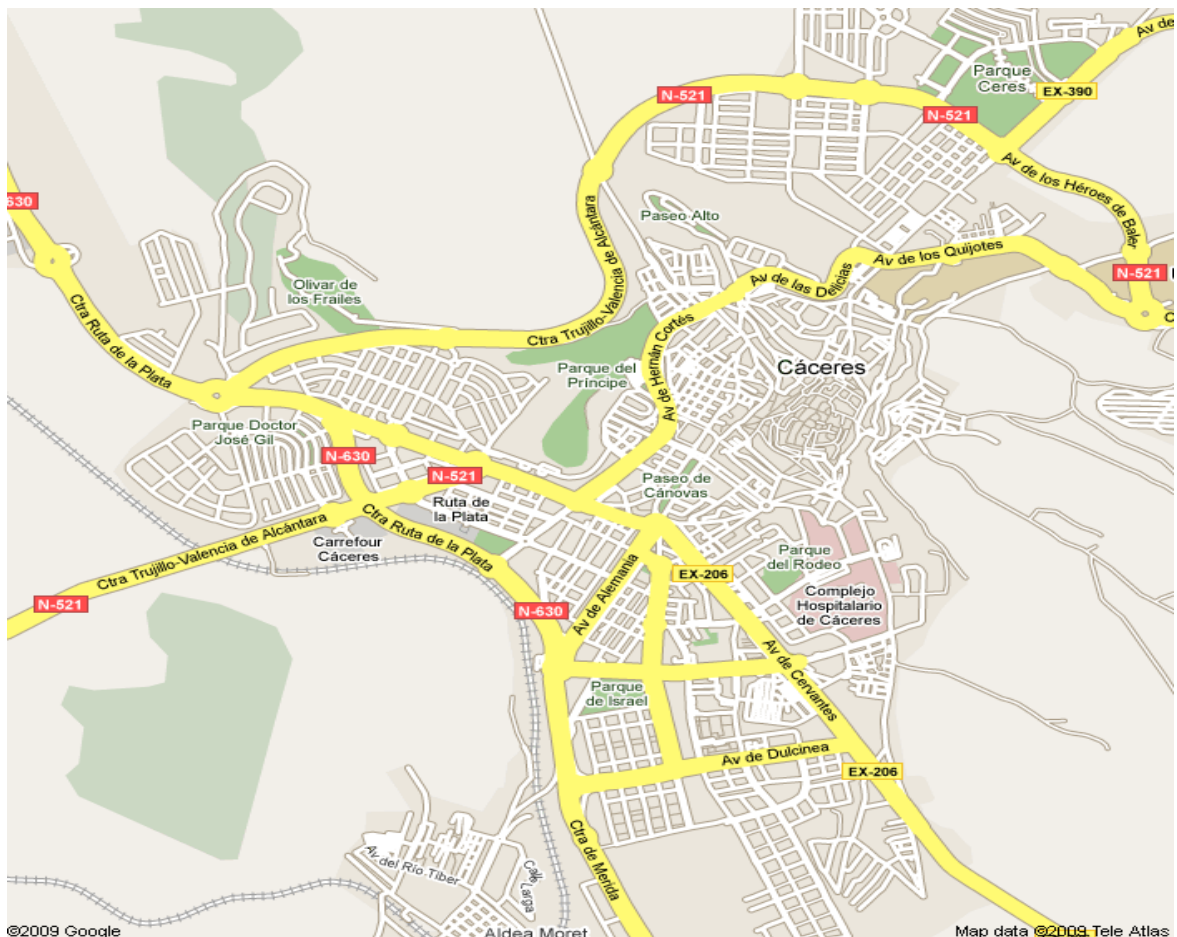 Av de
Parque
Ceres
EX-390
N-521
N-521
Av de los Héroes de Baler
630
Paseo Alto
Av de los Quijotes
N-521
Olivar de
los Frailes
Av de las Delicias
Ctra Trujillo-Valencia de Alcántara
Ctra Ruta de la Plata
Av de Hernán Cortés
Parque del
Príncipe
Cáceres
Parque Doctor
José Gil
N-630
N-521
Paseo de
Cánovas
Ruta de
la Plata
Ctra Trujillo-Valencia de Alcántara
Ctra Ruta de la Plata
Carrefour
Cáceres
Parque
del Rodeo
EX-206
Av de Alemania
Complejo
Hospitalario
de Cáceres
N-521
N-630
Av de Cervantes
Parque
de Israel
Av de Dulcinea
EX-206
Ctra de Merida
Av del Río Tiber
Calle
Larga
Aldea Moret
©2009 Google
Map data ©2009 Tele Atlas